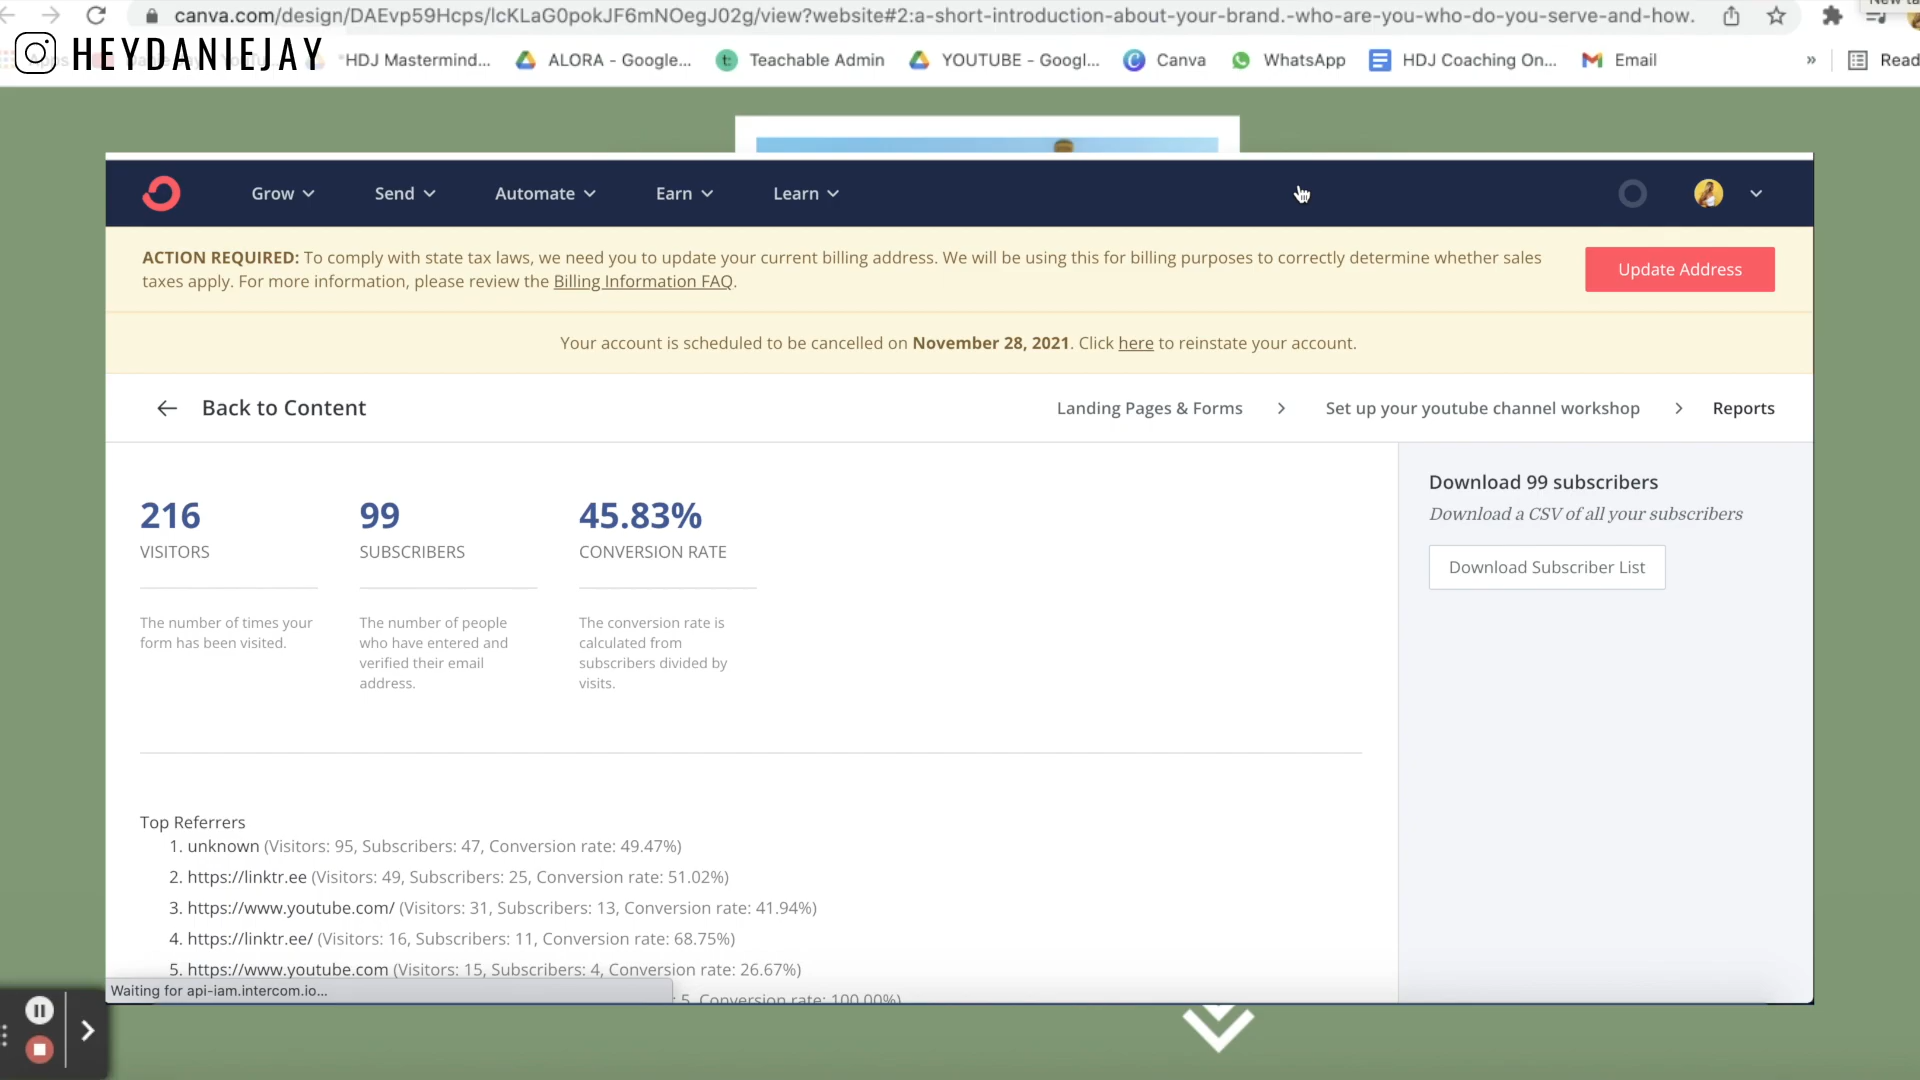 canva.com/design/DAEvp59Hcps/lcKLaG0pokJF6mNOegJ02g/view?website#2:a-short-introduction-about-your-brand.-who-are-you-who-do-you-serve-and-how.
HEYDANIEJAY
*HDJ Mastermind... ALORA - Google... Teachable Admin YOUTUBE - Googl... Canva WhatsApp HDJ Coaching On... Email » Read
Grow Send Automate Earn Learn
ACTION REQUIRED: To comply with state tax laws, we need you to update your current billing address. We will be using this for billing purposes to correctly determine whether sales
taxes apply. For more information, please review the Billing Information FAQ.
Update Address
Your account is scheduled to be cancelled on November 28, 2021. Click here to reinstate your account.
Back to Content
Landing Pages & Forms > Set up your youtube channel workshop > Reports
216
VISITORS
The number of times your
form has been visited.
99
SUBSCRIBERS
The number of people
who have entered and
verified their email
address.
45.83%
CONVERSION RATE
The conversion rate is
calculated from
subscribers divided by
visits.
Download 99 subscribers
Download a CSV of all your subscribers
Download Subscriber List
Top Referrers
1. unknown (Visitors: 95, Subscribers: 47, Conversion rate: 49.47%)
2. https://linktr.ee (Visitors: 49, Subscribers: 25, Conversion rate: 51.02%)
3. https://www.youtube.com/ (Visitors: 31, Subscribers: 13, Conversion rate: 41.94%)
4. https://linktr.ee/ (Visitors: 16, Subscribers: 11, Conversion rate: 68.75%)
5. https://www.youtube.com (Visitors: 15, Subscribers: 4, Conversion rate: 26.67%)
: 5, Conversion rate: 100.00%)
Waiting for api-iam.intercom.io...